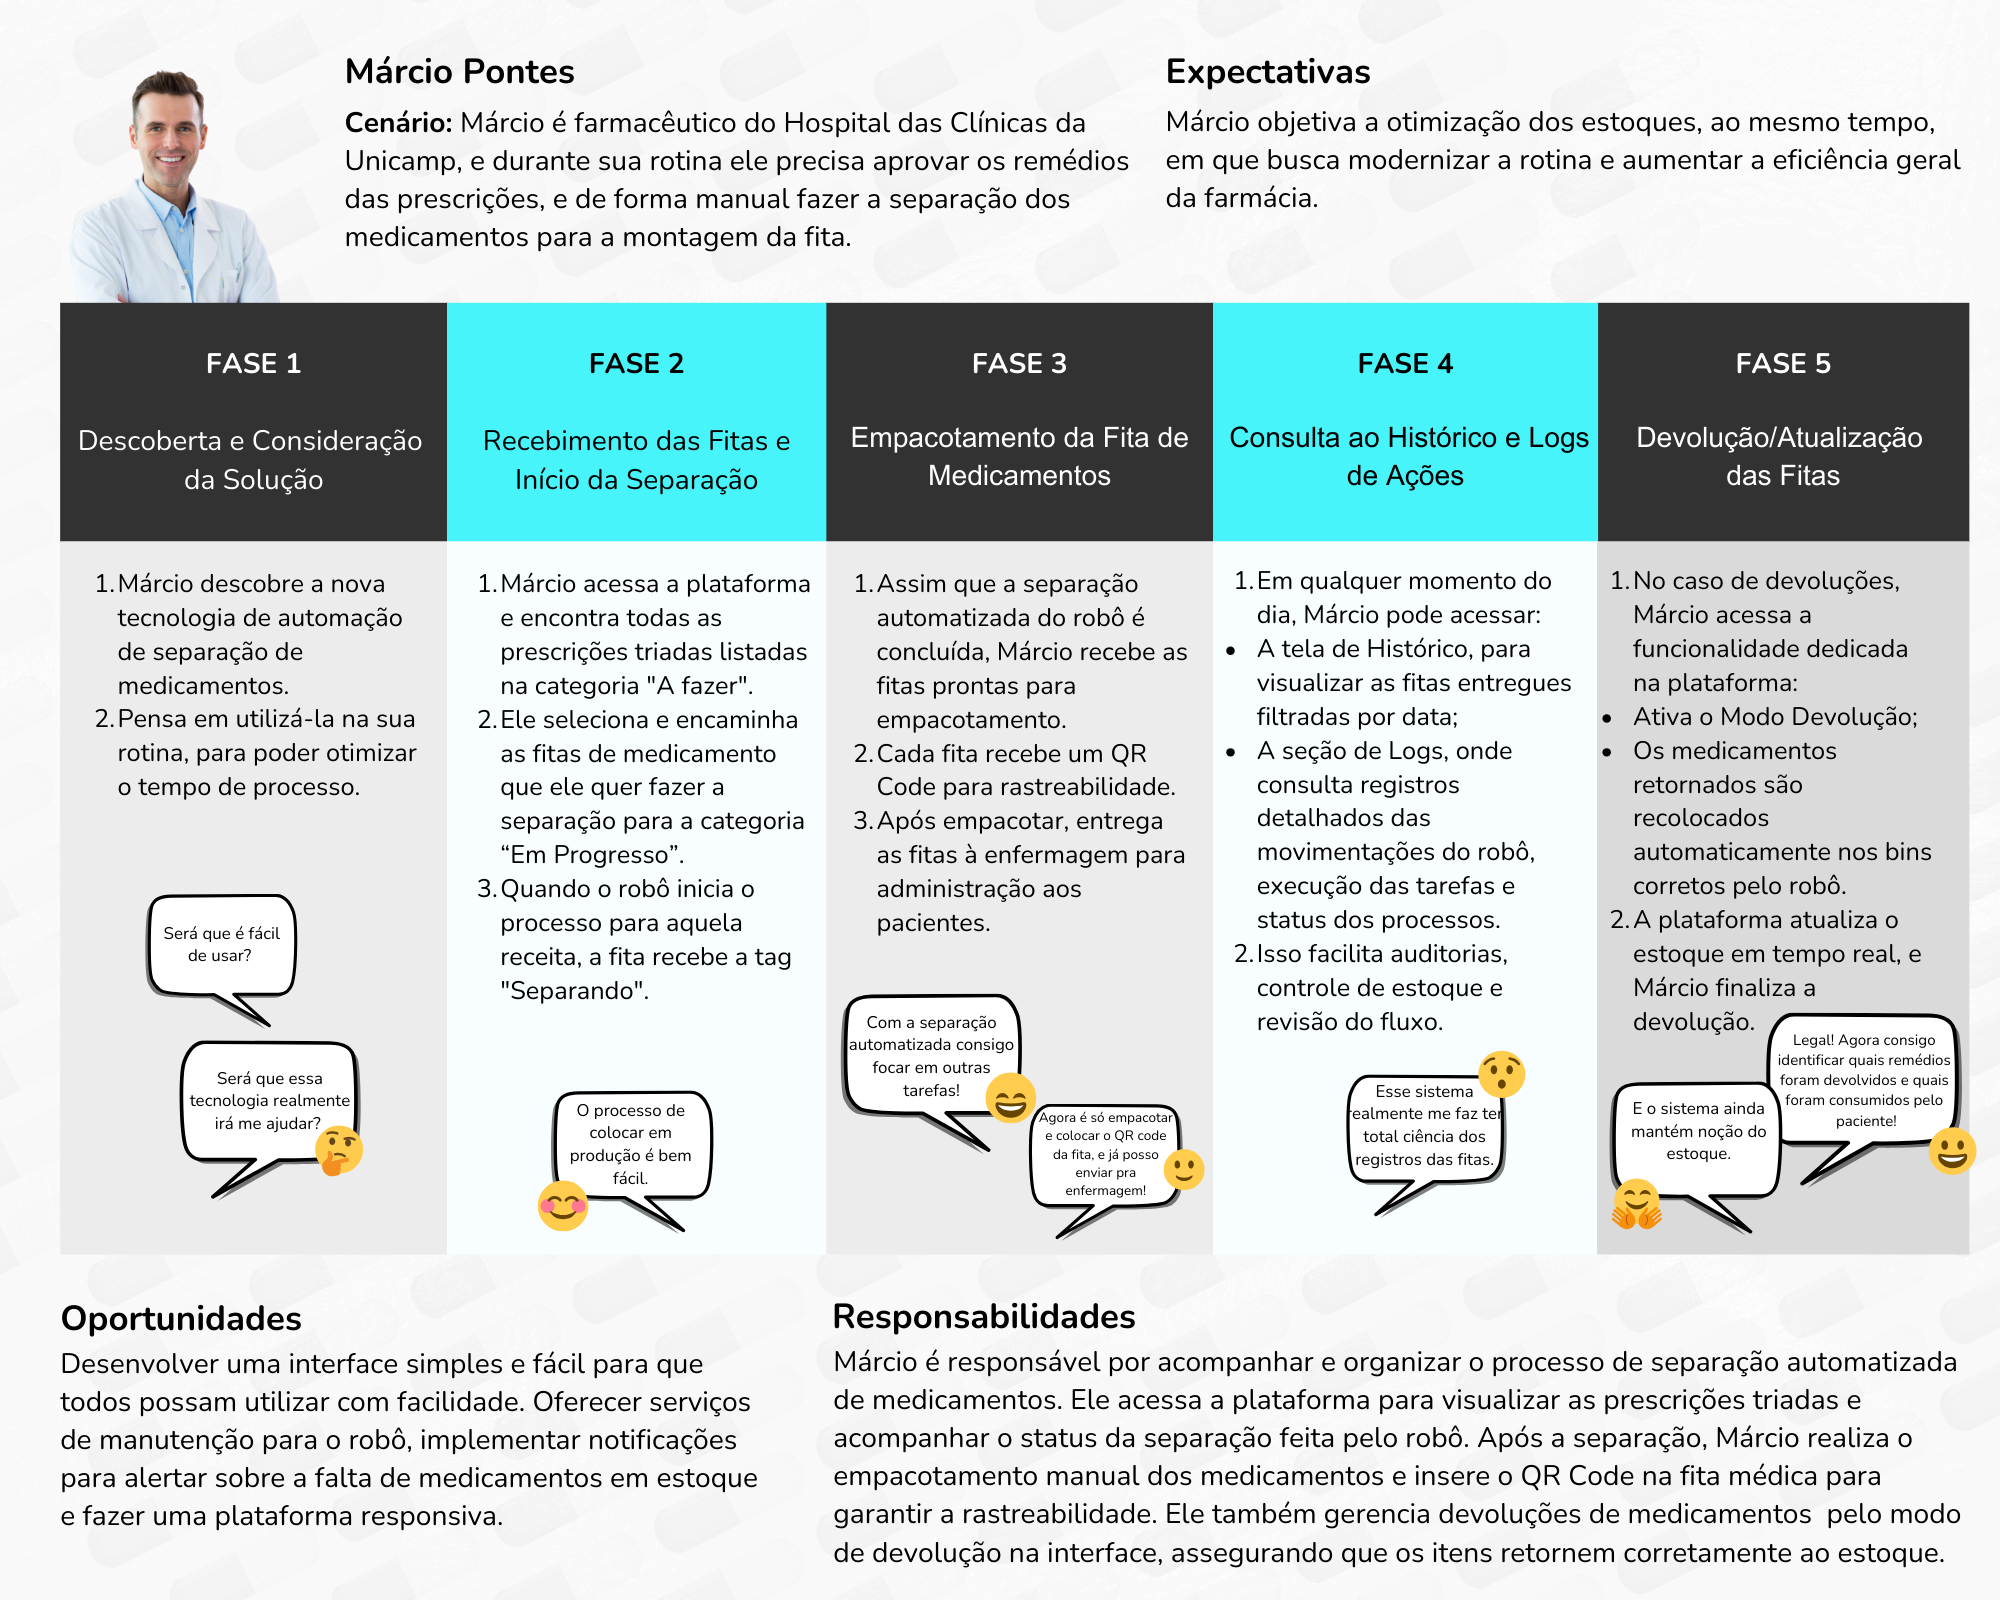 Márcio Pontes
Cenário: Márcio é farmacêutico do Hospital das Clínicas da
Unicamp, e durante sua rotina ele precisa aprovar os remédios
das prescrições, e de forma manual fazer a separação dos
medicamentos para a montagem da fita.
Expectativas
Márcio objetiva a otimização dos estoques, ao mesmo tempo,
em que busca modernizar a rotina e aumentar a eficiência geral
da farmácia.
FASE 1
Descoberta e Consideração
da Solução
1. Márcio descobre a nova
tecnologia de automação
de separação de
medicamentos.
2. Pensa em utilizá-la na sua
rotina, para poder otimizar
o tempo de processo.
Será que é fácil
de usar?
Será que essa
tecnologia realmente
irá me ajudar?
FASE 2
Recebimento das Fitas e
Início da Separação
1. Márcio acessa a plataforma
e encontra todas as
prescrições triadas listadas
na categoria "A fazer".
2. Ele seleciona e encaminha
as fitas de medicamento
que ele quer fazer a
separação para a categoria
“Em Progresso”.
3. Quando o robô inicia o
processo para aquela
receita, a fita recebe a tag
"Separando".
O processo de
colocar em
produção é bem
fácil.
FASE 3
Empacotamento da Fita de
Medicamentos
1. Assim que a separação
automatizada do robô é
concluída, Márcio recebe as
fitas prontas para
empacotamento.
2. Cada fita recebe um QR
Code para rastreabilidade.
3. Após empacotar, entrega
as fitas à enfermagem para
administração aos
pacientes.
Com a separação
automatizada consigo
focar em outras
tarefas!
Agora é só empacotar
e colocar o QR code
da fita, e já posso
enviar pra
enfermagem!
FASE 4
Consulta ao Histórico e Logs
de Ações
1. Em qualquer momento do
dia, Márcio pode acessar:
• A tela de Histórico, para
visualizar as fitas entregues
filtradas por data;
• A seção de Logs, onde
consulta registros
detalhados das
movimentações do robô,
execução das tarefas e
status dos processos.
2. Isso facilita auditorias,
controle de estoque e
revisão do fluxo.
Esse sistema
realmente me faz ter
total ciência dos
registros das fitas.
FASE 5
Devolução/Atualização
das Fitas
1. No caso de devoluções,
Márcio acessa a
funcionalidade dedicada
na plataforma:
• Ativa o Modo Devolução;
• Os medicamentos
retornados são
recolocados
automaticamente nos bins
corretos pelo robô.
2. A plataforma atualiza o
estoque em tempo real, e
Márcio finaliza a
devolução.
Legal! Agora consigo
identificar quais remédios
foram devolvidos e quais
foram consumidos pelo
paciente!
E o sistema ainda
mantém noção do
estoque.
Oportunidades
Desenvolver uma interface simples e fácil para que
todos possam utilizar com facilidade. Oferecer serviços
de manutenção para o robô, implementar notificações
para alertar sobre a falta de medicamentos em estoque
e fazer uma plataforma responsiva.
Responsabilidades
Márcio é responsável por acompanhar e organizar o processo de separação automatizada
de medicamentos. Ele acessa a plataforma para visualizar as prescrições triadas e
acompanhar o status da separação feita pelo robô. Após a separação, Márcio realiza o
empacotamento manual dos medicamentos e insere o QR Code na fita médica para
garantir a rastreabilidade. Ele também gerencia devoluções de medicamentos  pelo modo
de devolução na interface, assegurando que os itens retornem corretamente ao estoque.